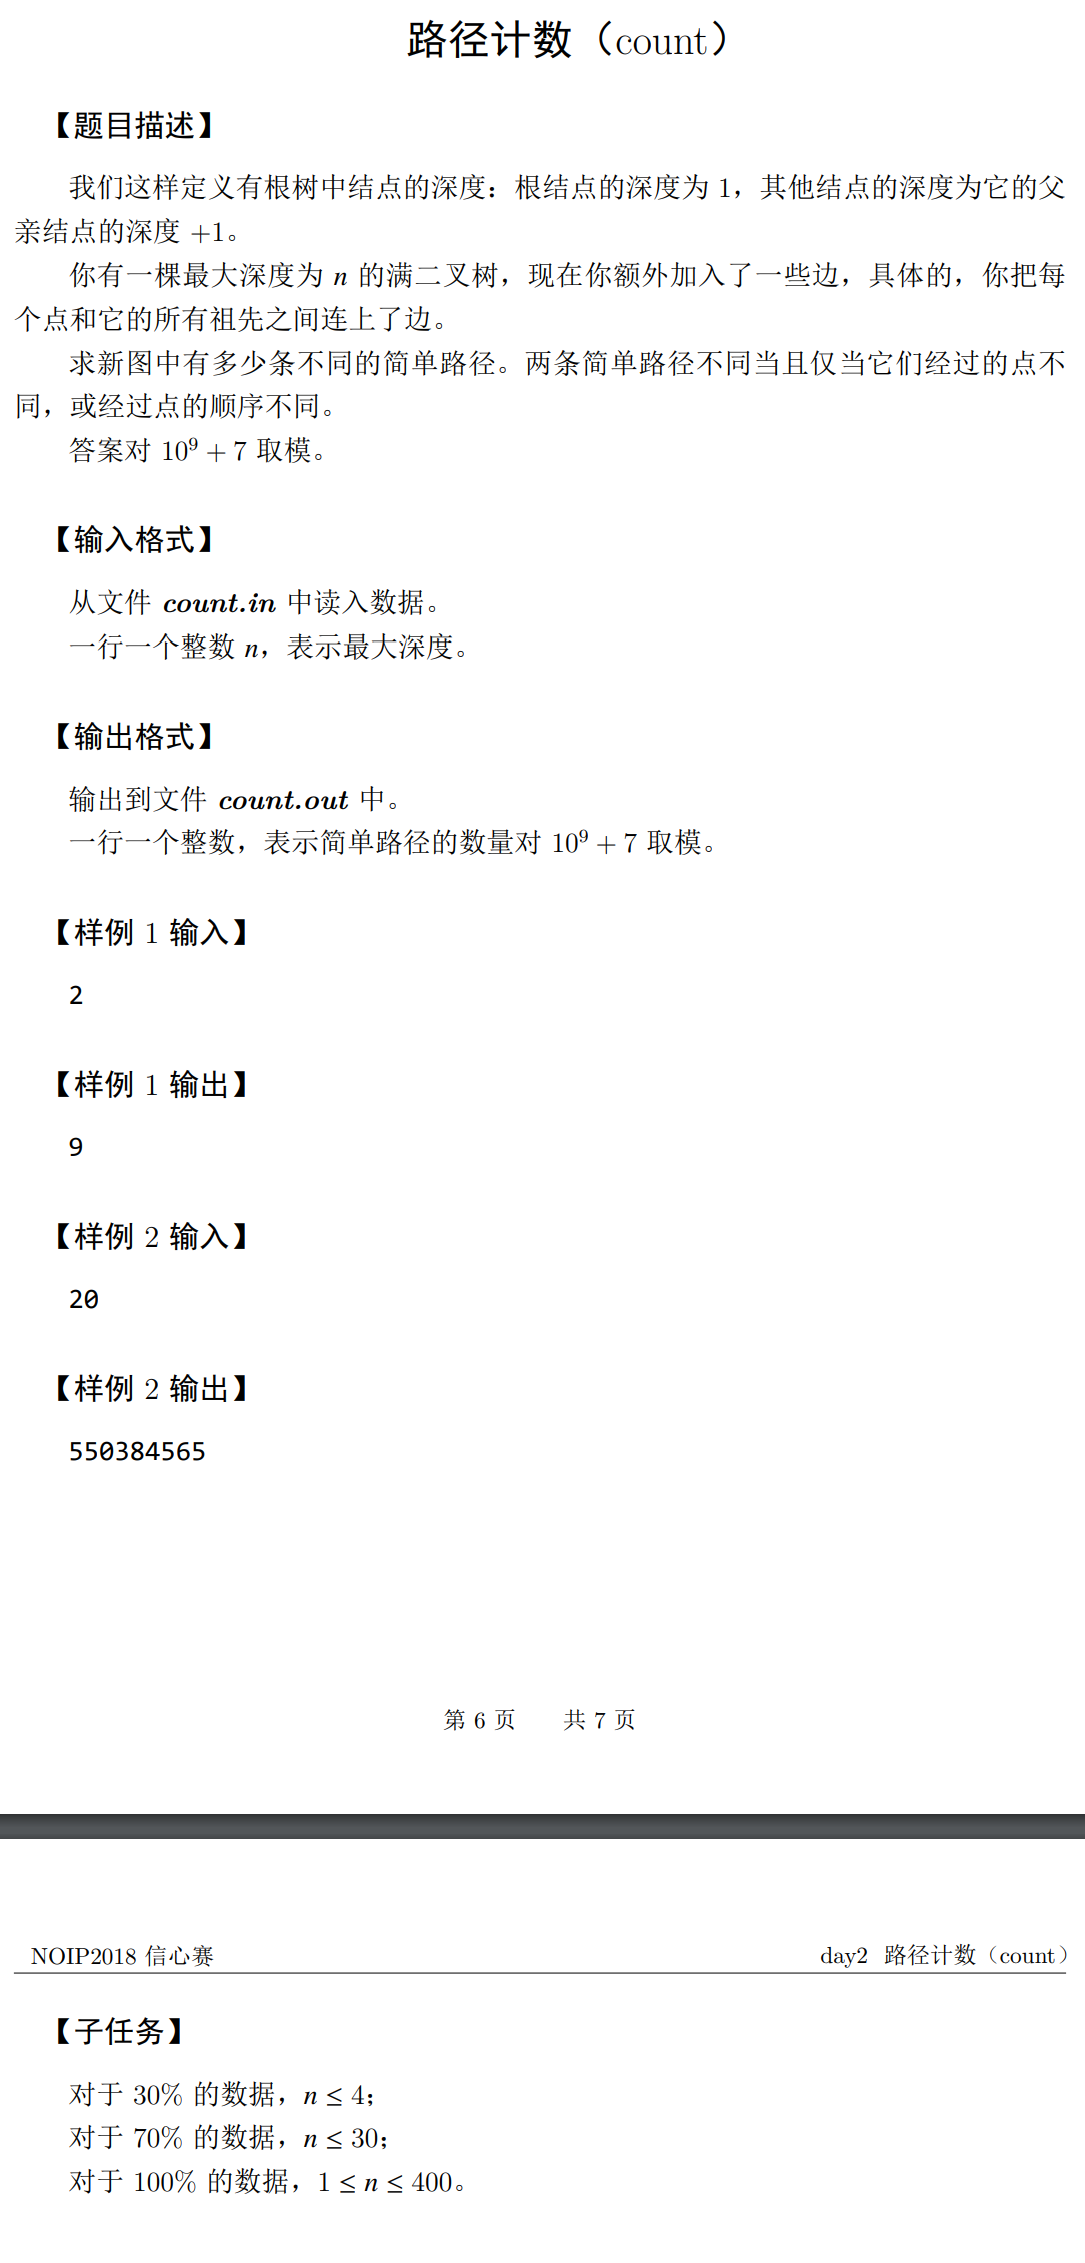 路径计数（count）
【题目描述】
我们这样定义有根树中结点的深度：根结点的深度为 1，其他结点的深度为它的父
亲结点的深度 +1。
你有一棵最大深度为 n 的满二叉树，现在你额外加入了一些边，具体的，你把每
个点和它的所有祖先之间连上了边。
求新图中有多少条不同的简单路径。两条简单路径不同当且仅当它们经过的点不
同，或经过点的顺序不同。
答案对 10⁹ + 7 取模。
【输入格式】
从文件 count.in 中读入数据。
一行一个整数 n，表示最大深度。
【输出格式】
输出到文件 count.out 中。
一行一个整数，表示简单路径的数量对 10⁹ + 7 取模。
【样例 1 输入】
2
【样例 1 输出】
9
【样例 2 输入】
20
【样例 2 输出】
550384565
第 6 页 共 7 页
NOIP2018 信心赛 day2 路径计数（count）
【子任务】
对于 30% 的数据，n ≤ 4；
对于 70% 的数据，n ≤ 30；
对于 100% 的数据，1 ≤ n ≤ 400。